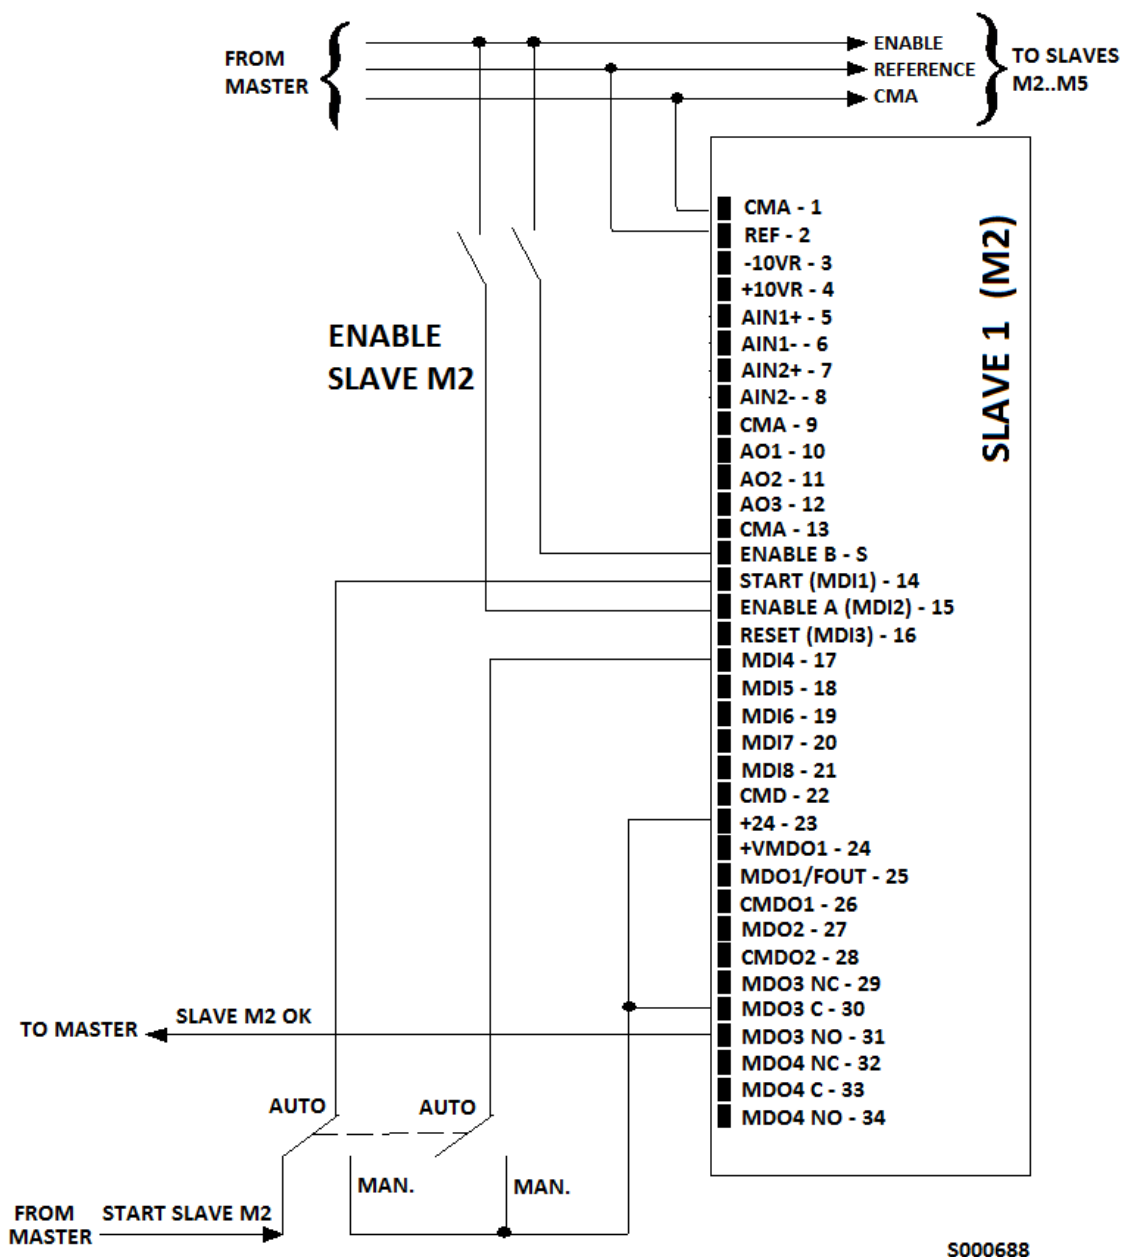 FROM
MASTER
ENABLE
REFERENCE
CMA
TO SLAVES
M2..M5
SLAVE 1 (M2)
CMA - 1
REF - 2
-10VR - 3
+10VR - 4
AIN1+ - 5
AIN1- - 6
AIN2+ - 7
AIN2- - 8
CMA - 9
AO1 - 10
AO2 - 11
AO3 - 12
CMA - 13
ENABLE B - S
START (MDI1) - 14
ENABLE A (MDI2) - 15
RESET (MDI3) - 16
MDI4 - 17
MDI5 - 18
MDI6 - 19
MDI7 - 20
MDI8 - 21
CMD - 22
+24 - 23
+VMDO1 - 24
MDO1/FOUT - 25
CMDO1 - 26
MDO2 - 27
CMDO2 - 28
MDO3 NC - 29
MDO3 C - 30
MDO3 NO - 31
MDO4 NC - 32
MDO4 C - 33
MDO4 NO - 34
ENABLE
SLAVE M2
TO MASTER
SLAVE M2 OK
AUTO
AUTO
MAN.
MAN.
FROM
MASTER
START SLAVE M2
S000688